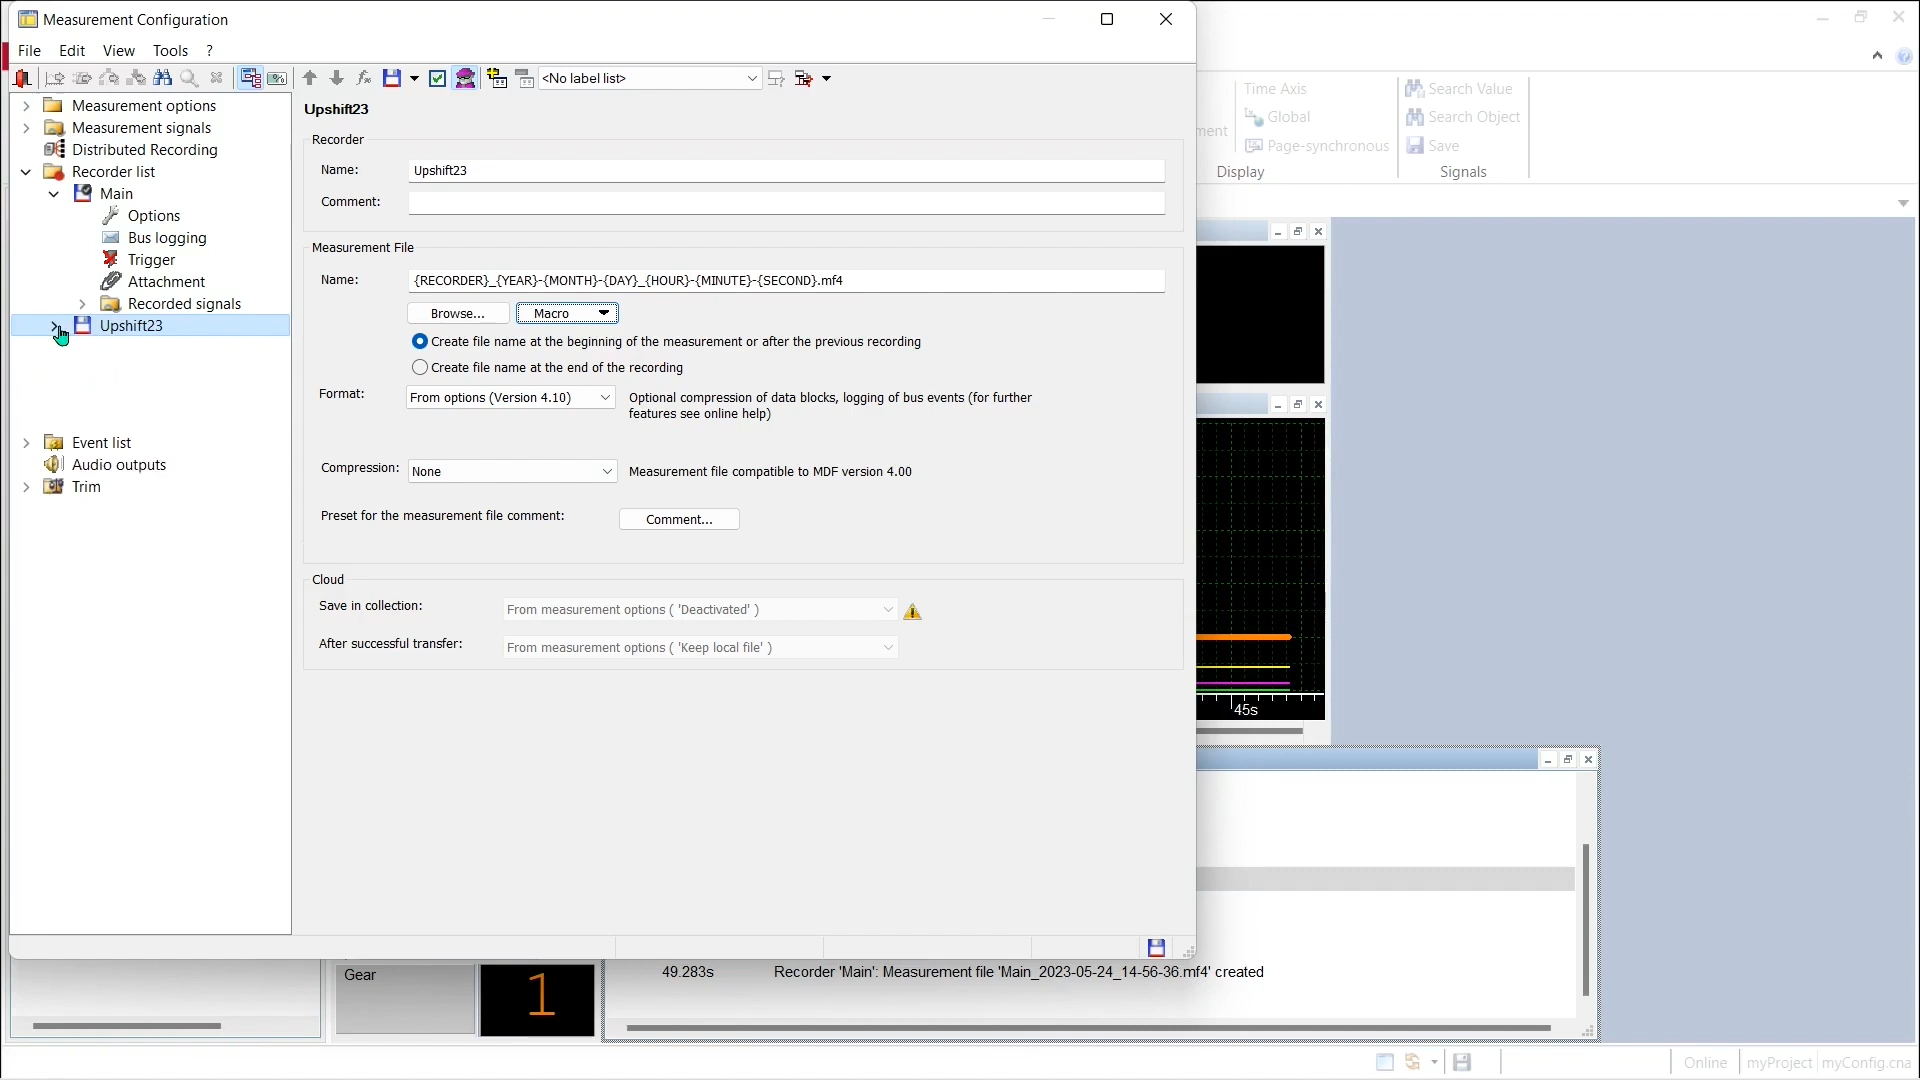 Measurement Configuration
File Edit View Tools ?
<No label list>
Measurement options
Measurement signals
Distributed Recording
Recorder list
Main
Options
Bus logging
Trigger
Attachment
Recorded signals
Upshift23
Event list
Audio outputs
Trim
Upshift23
Recorder
Name: Upshift23
Comment:
Measurement File
Name: {RECORDER}_{YEAR}-{MONTH}-{DAY}_{HOUR}-{MINUTE}-{SECOND}.mf4
Browse... Macro
Create file name at the beginning of the measurement or after the previous recording
Create file name at the end of the recording
Format: From options (Version 4.10) Optional compression of data blocks, logging of bus events (for further
features see online help)
Compression: None Measurement file compatible to MDF version 4.00
Preset for the measurement file comment: Comment...
Cloud
Save in collection: From measurement options ( 'Deactivated' )
After successful transfer: From measurement options ( 'Keep local file' )
Time Axis
Global
Page-synchronous
Display
ment
Search Value
Search Object
Save
Signals
45s
Gear
1
49.283s Recorder 'Main': Measurement file 'Main_2023-05-24_14-56-36.mf4' created
Online myProject myConfig.cna